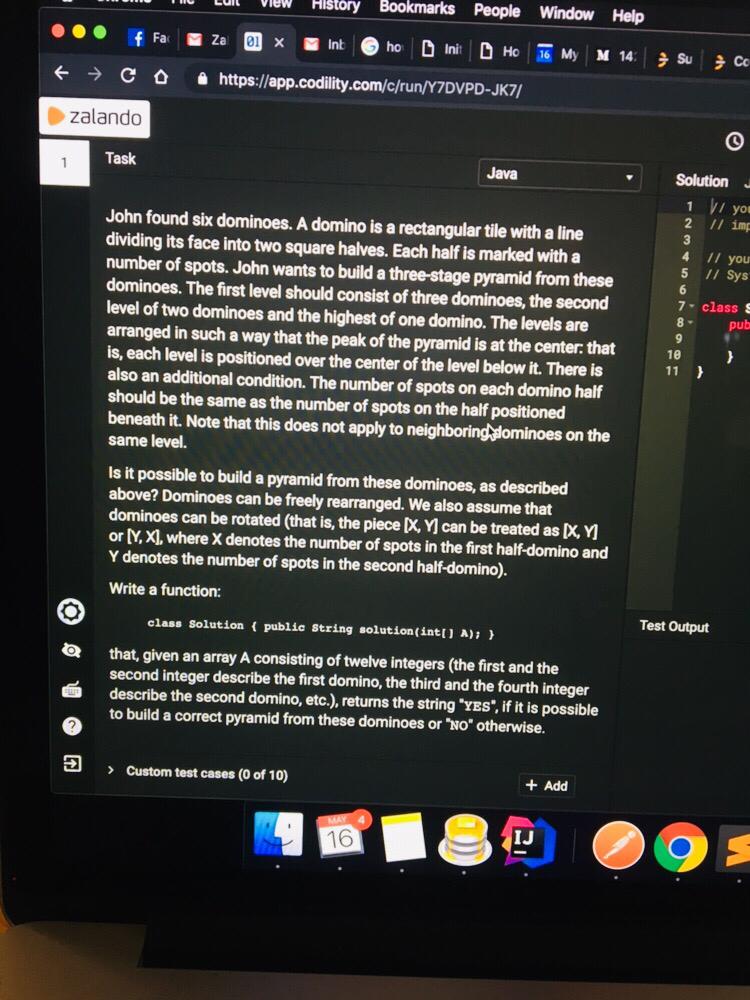 Edit View History Bookmarks People Window Help
Fa Za 01 Inb ho Init Ho 16 My M 14: Su Co
https://app.codility.com/c/run/Y7DVPD-JK7/
zalando
1 Task Java Solution
John found six dominoes. A domino is a rectangular tile with a line
dividing its face into two square halves. Each half is marked with a
number of spots. John wants to build a three-stage pyramid from these
dominoes. The first level should consist of three dominoes, the second
level of two dominoes and the highest of one domino. The levels are
arranged in such a way that the peak of the pyramid is at the center: that
is, each level is positioned over the center of the level below it. There is
also an additional condition. The number of spots on each domino half
should be the same as the number of spots on the half positioned
beneath it. Note that this does not apply to neighboring dominoes on the
same level.
Is it possible to build a pyramid from these dominoes, as described
above? Dominoes can be freely rearranged. We also assume that
dominoes can be rotated (that is, the piece [X, Y] can be treated as [X, Y]
or [Y, X], where X denotes the number of spots in the first half-domino and
Y denotes the number of spots in the second half-domino).
Write a function:
class Solution { public String solution(int[] A); }
that, given an array A consisting of twelve integers (the first and the
second integer describe the first domino, the third and the fourth integer
describe the second domino, etc.), returns the string "YES", if it is possible
to build a correct pyramid from these dominoes or "NO" otherwise.
Custom test cases (0 of 10)
+ Add
1 // you
2 // imp
3
4 // you
5 // Sys
6
7 class S
8 pub
9
10 }
11 }
Test Output
MAY 4
16
IJ